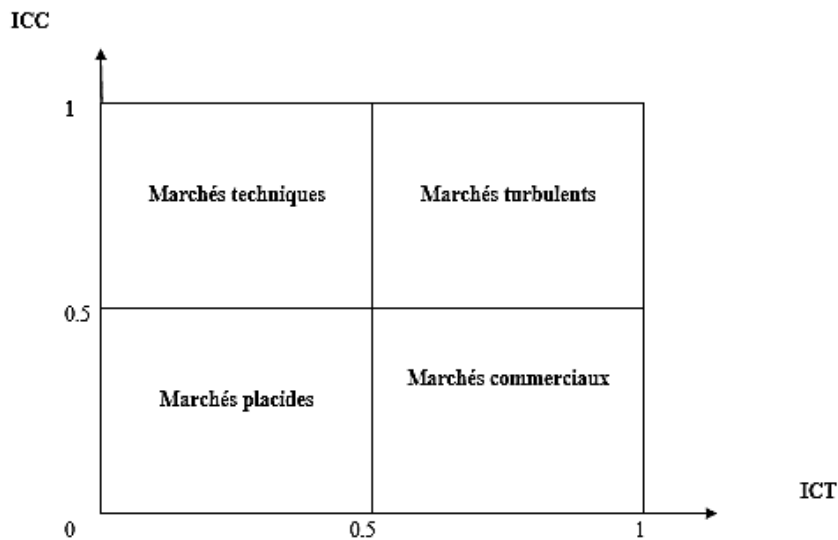 ICC
1
Marchés techniques
Marchés turbulents
0.5
Marchés placides
Marchés commerciaux
ICT
0
0.5
1